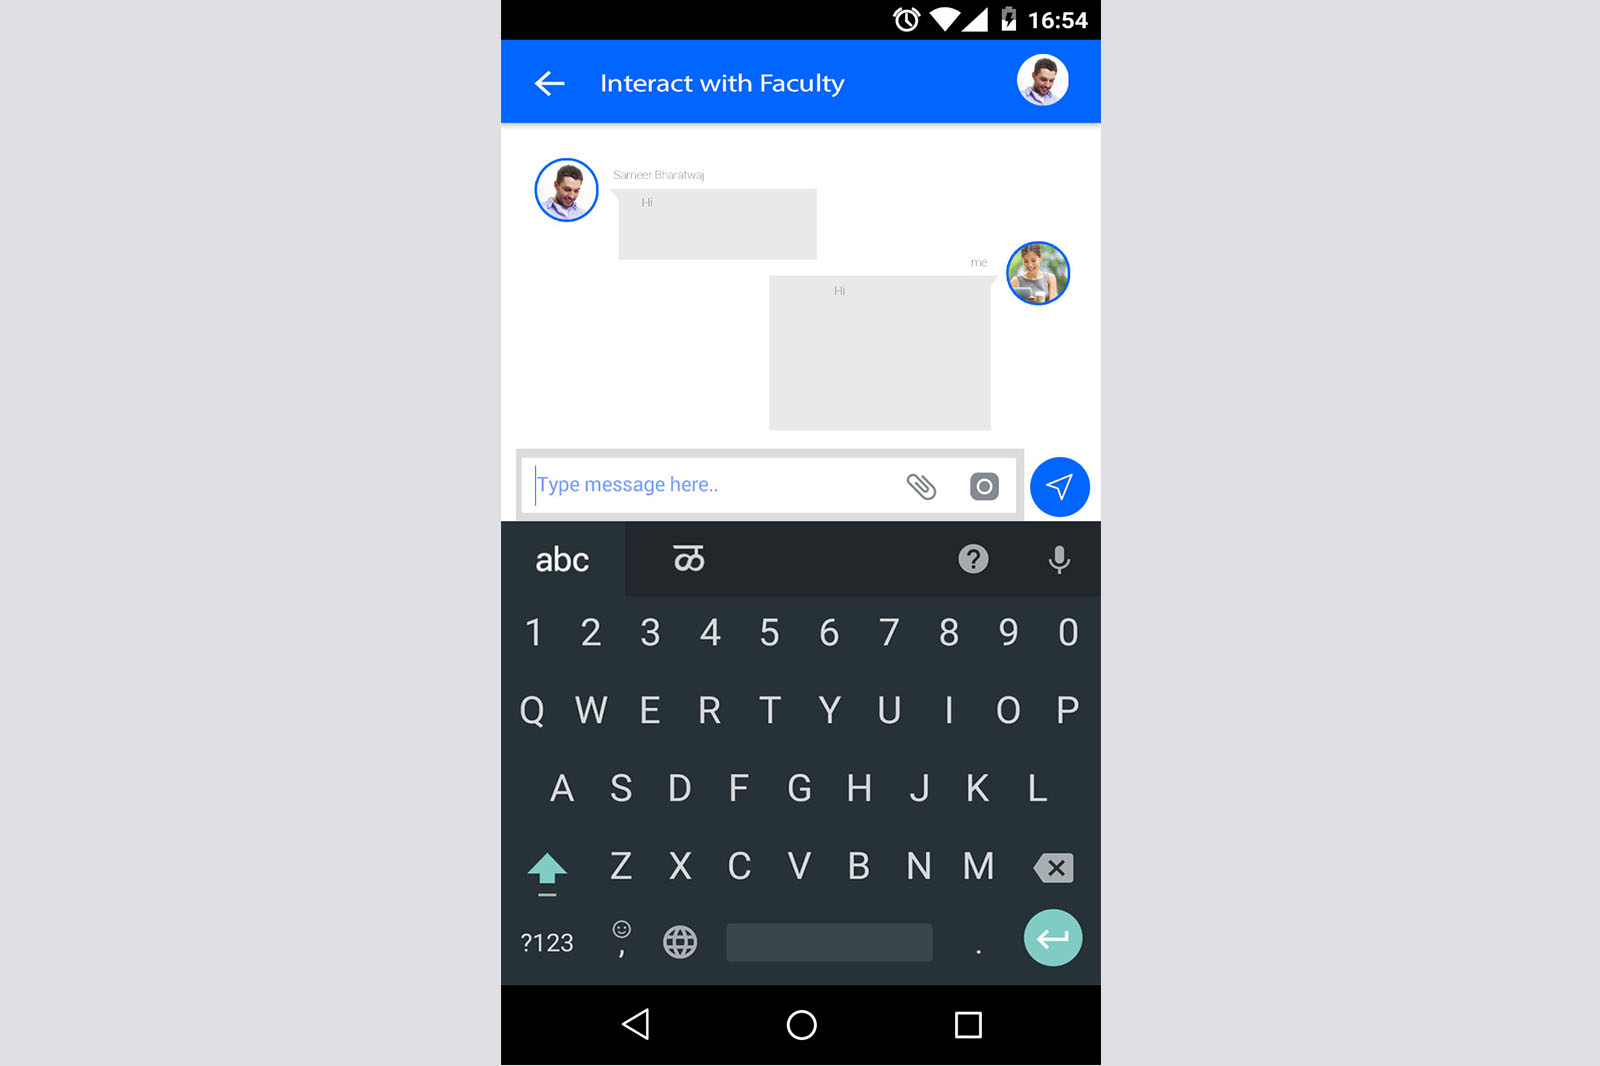 16:54
Interact with Faculty
Sameer Bharatwaj
Hi
me
Hi
Type message here..
abc ळ ?
1 2 3 4 5 6 7 8 9 0
Q W E R T Y U I O P
A S D F G H J K L
Z X C V B N M
?123 , .